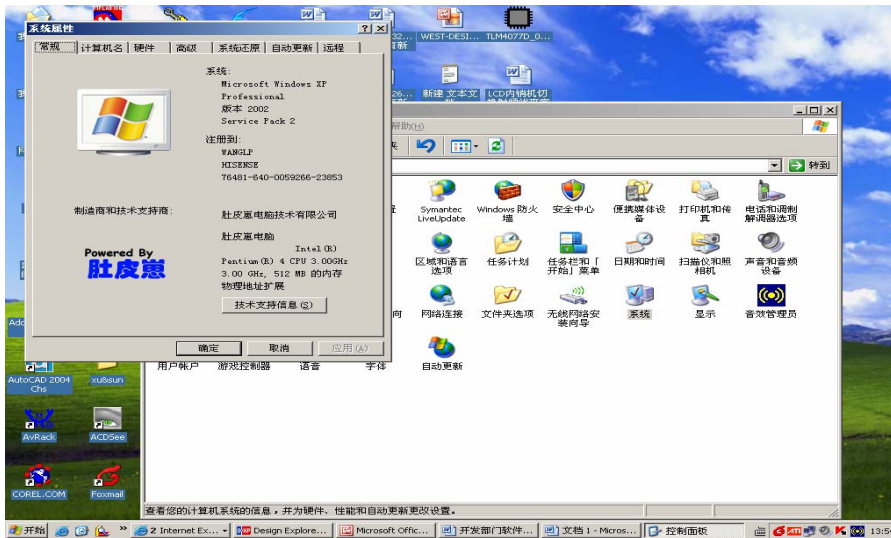 系统属性
常规
计算机名
硬件
高级
系统还原
自动更新
远程
系统:
Microsoft Windows XP
Professional
版本 2002
Service Pack 2
注册到:
WANGLP
HISENSE
76481-640-0059266-23853
制造商和技术支持商:
肚皮崽电脑技术有限公司
肚皮崽电脑
Intel(R)
Pentium(R) 4 CPU 3.00GHz
3.00 GHz, 512 MB 的内存
物理地址扩展
Powered By
肚皮崽
技术支持信息(S)
确定
取消
应用(A)
WEST-DESI...
TLM4077D_O...
新建 文本文
LCD内销机切
帮助(H)
转到
Symantec
LiveUpdate
Windows 防火
墙
安全中心
便携媒体设
备
打印机和传
真
电话和调制
解调器选项
区域和语言
选项
任务计划
任务栏和「
开始」菜单
日期和时间
扫描仪和照
相机
声音和音频
设备
网络连接
文件夹选项
无线网络安
装向导
系统
显示
音效管理员
自动更新
用户帐户
游戏控制器
语音
字体
AutoCAD 2004
Chs
xu&sun
AvRack
ACDSee
COREL.COM
Foxmail
查看您的计算机系统的信息，并为硬件、性能和自动更新更改设置。
开始
2 Internet Ex...
Design Explore...
Microsoft Offic...
开发部门软件...
文档 1 - Micros...
控制面板